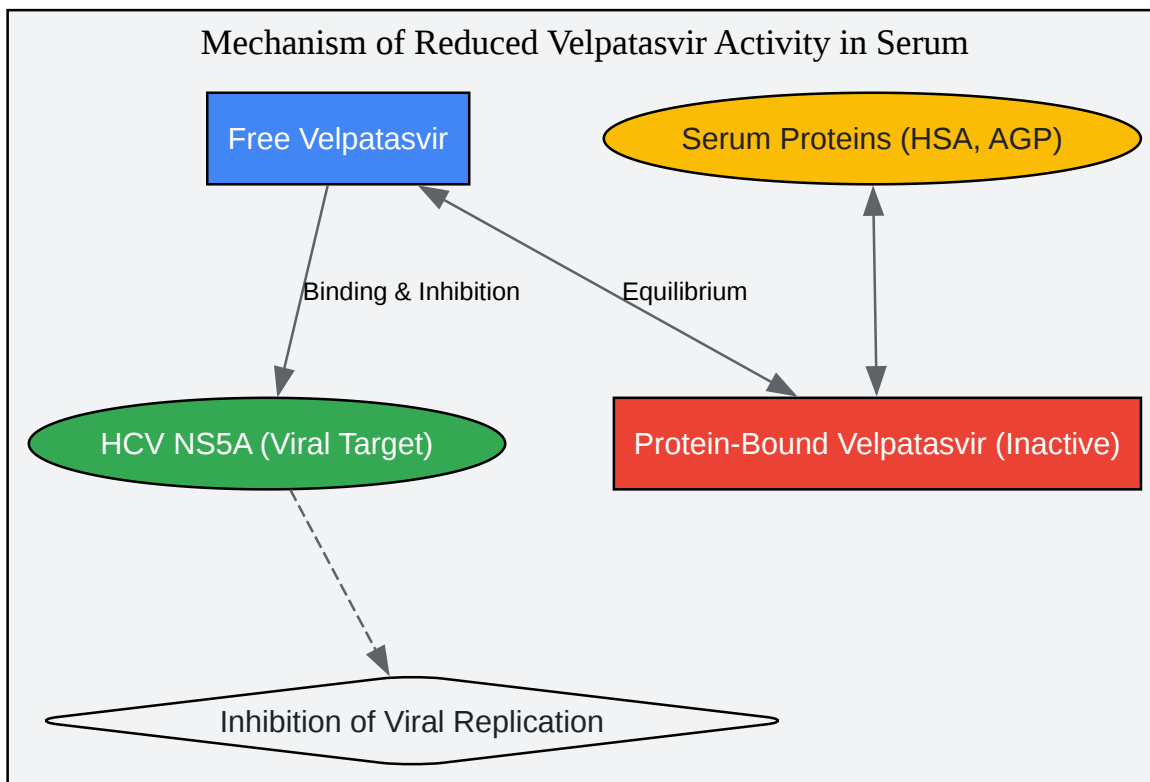 Mechanism of Reduced Velpatasvir Activity in Serum
Free Velpatasvir
Serum Proteins (HSA, AGP)
Binding & Inhibition
Equilibrium
HCV NS5A (Viral Target)
Protein-Bound Velpatasvir (Inactive)
Inhibition of Viral Replication